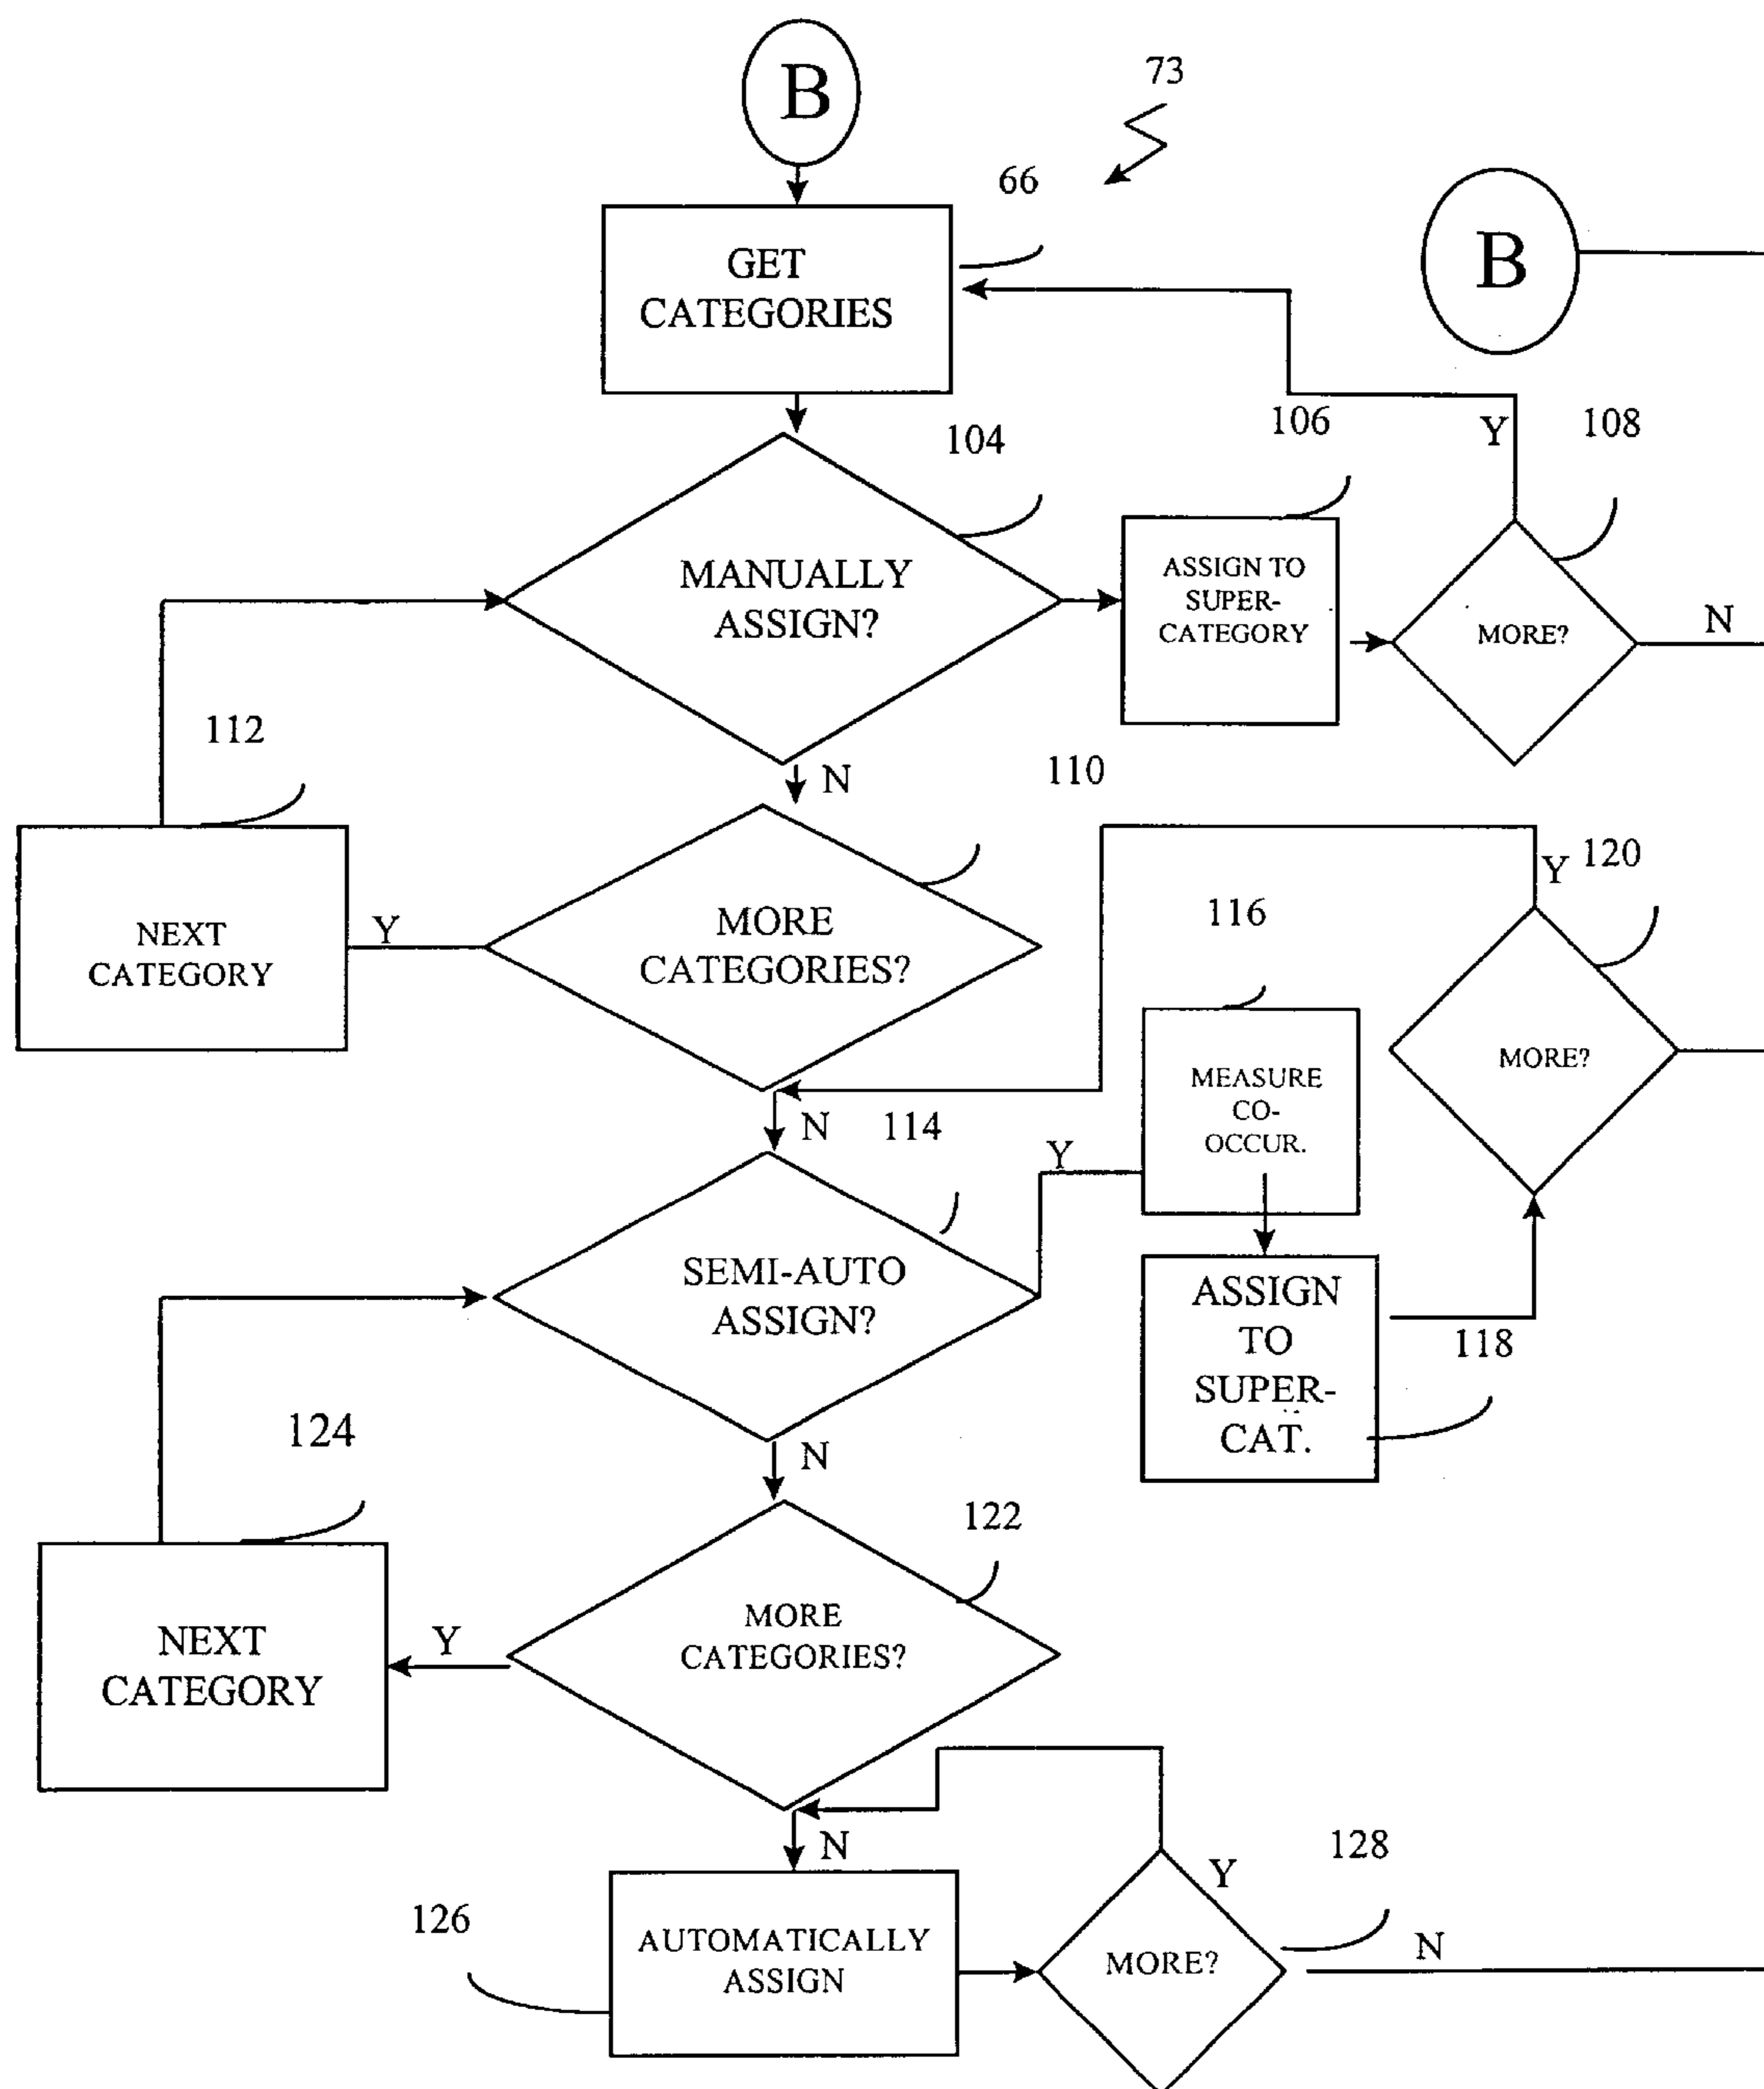 B
73
66
GET
CATEGORIES
B
104
106
Y
108
MANUALLY
ASSIGN?
ASSIGN TO
SUPER-
CATEGORY
MORE?
N
112
N
110
NEXT
CATEGORY
Y
MORE
CATEGORIES?
116
Y
120
MEASURE
CO-
OCCUR.
MORE?
N
114
Y
SEMI-AUTO
ASSIGN?
ASSIGN
TO
SUPER-
CAT.
118
124
N
122
NEXT
CATEGORY
Y
MORE
CATEGORIES?
N
126
AUTOMATICALLY
ASSIGN
MORE?
Y
128
N